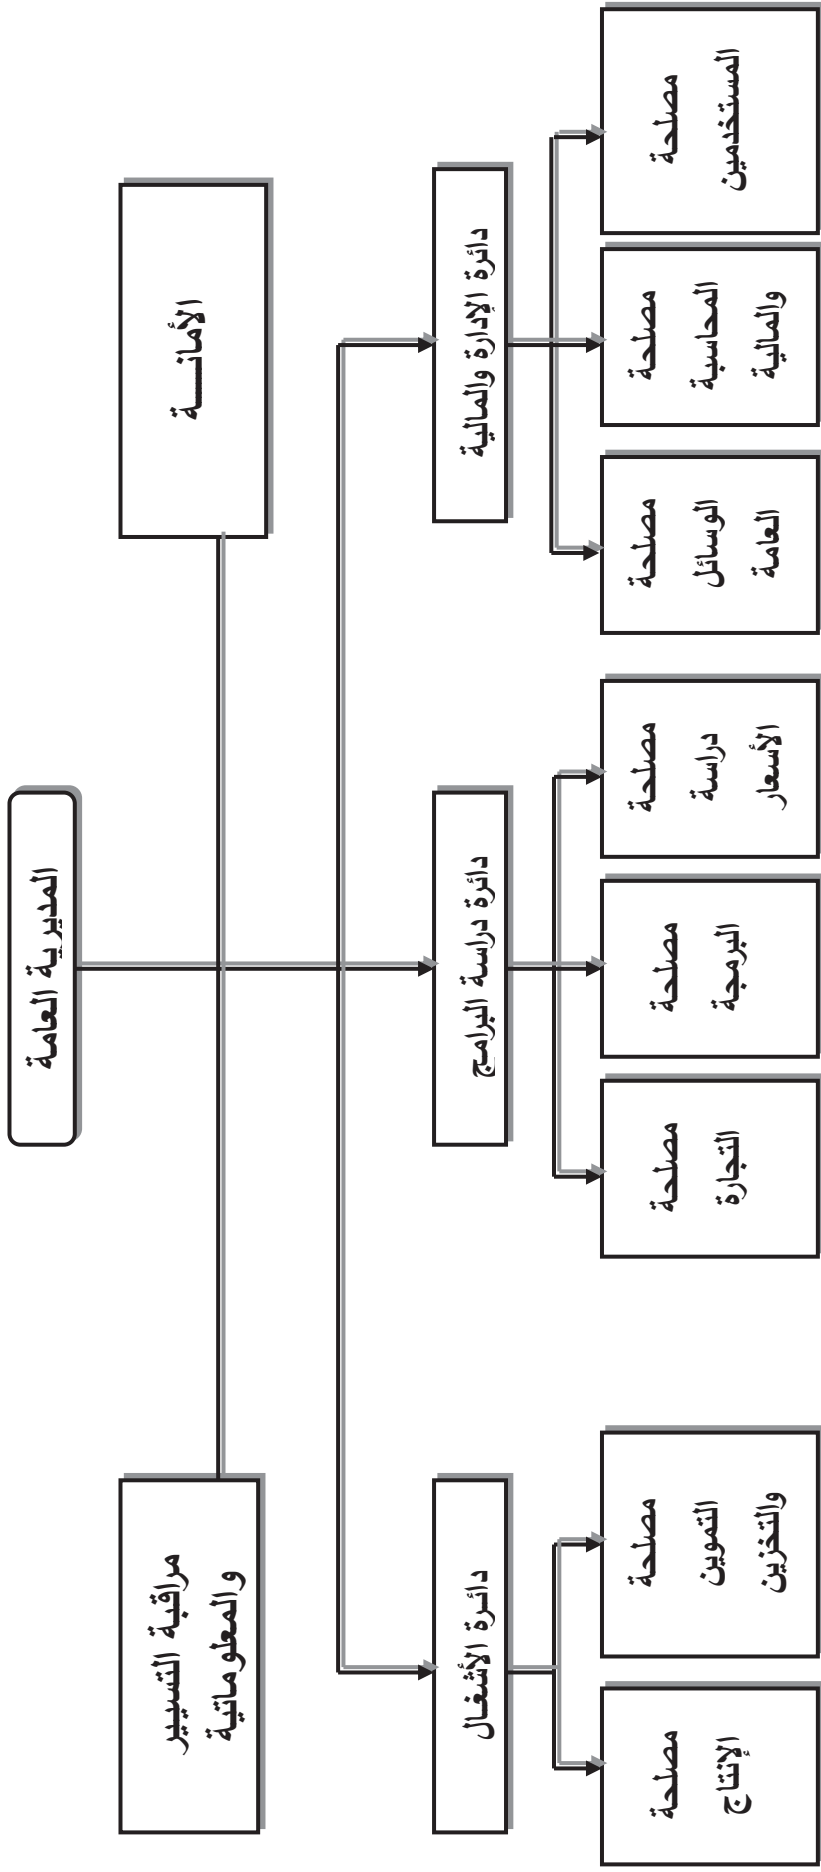 المديرية العامة
الأمانــة
مراقبة التسيير
والمعلوماتية
دائرة الإدارة والمالية
دائرة دراسة البرامج
دائرة الأشغال
مصلحة
المستخدمين
مصلحة
المحاسبة
والمالية
مصلحة
الوسائل
العامة
مصلحة
دراسة
الأسعار
مصلحة
البرمجة
مصلحة
التجارة
مصلحة
التموين
والتخزين
مصلحة
الإنتاج